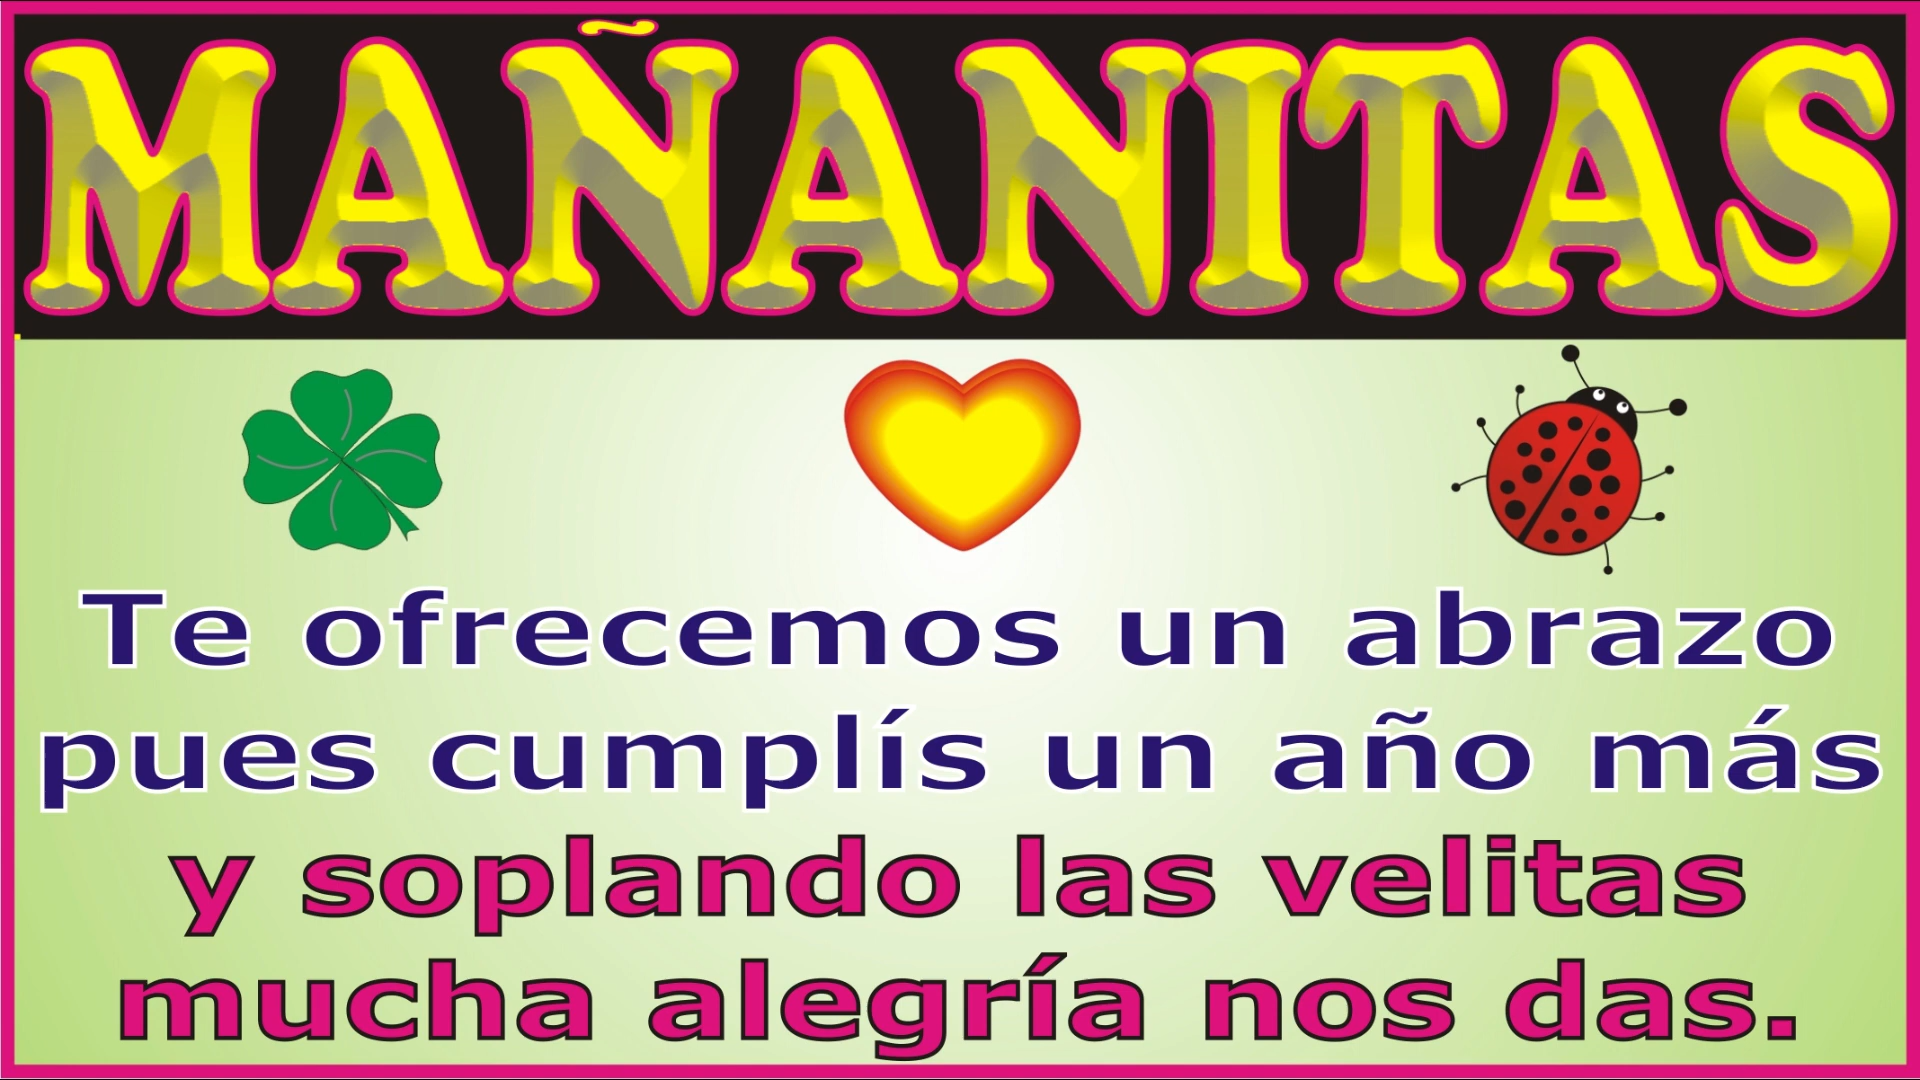 MAÑANITAS
Te ofrecemos un abrazo
pues cumplís un año más
y soplando las velitas
mucha alegría nos das.